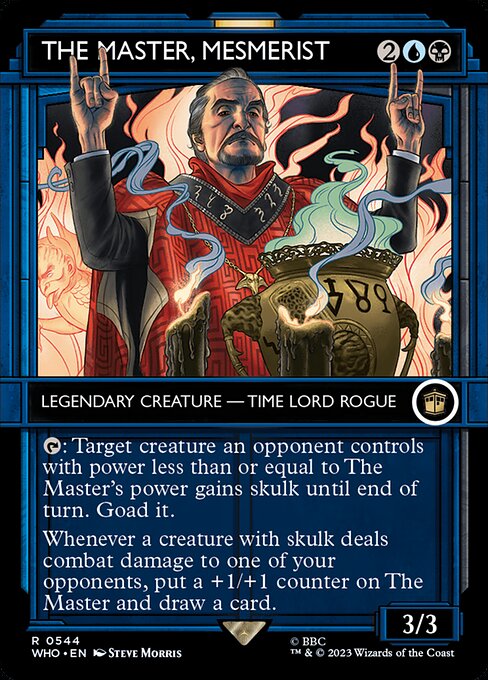 THE MASTER, MESMERIST 2
LEGENDARY CREATURE — TIME LORD ROGUE
: Target creature an opponent controls
with power less than or equal to The
Master's power gains skulk until end of
turn. Goad it.
Whenever a creature with skulk deals
combat damage to one of your
opponents, put a +1/+1 counter on The
Master and draw a card.
3/3
R 0544
WHO • EN Steve Morris
© BBC
™ & © 2023 Wizards of the Coast